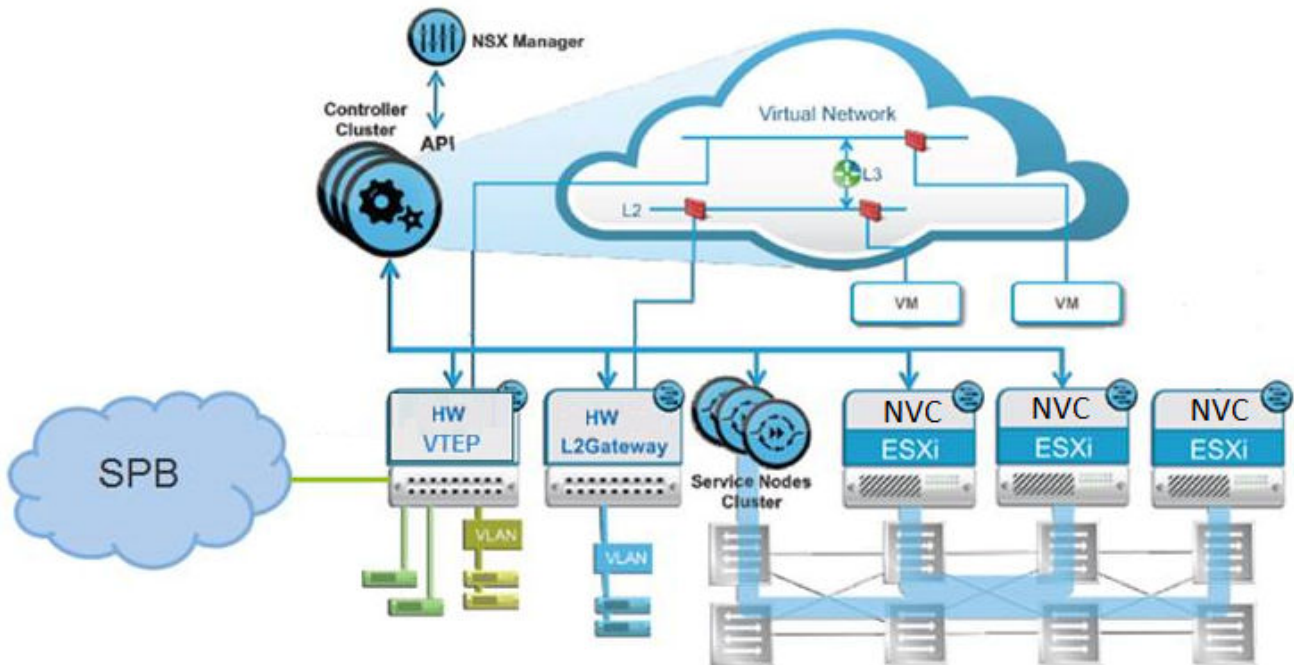 NSX Manager
Controller
Cluster
API
Virtual Network
L3
L2
VM
VM
SPB
HW
VTEP
HW
L2Gateway
Service Nodes
Cluster
NVC
ESXi
NVC
ESXi
NVC
ESXi
VLAN
VLAN